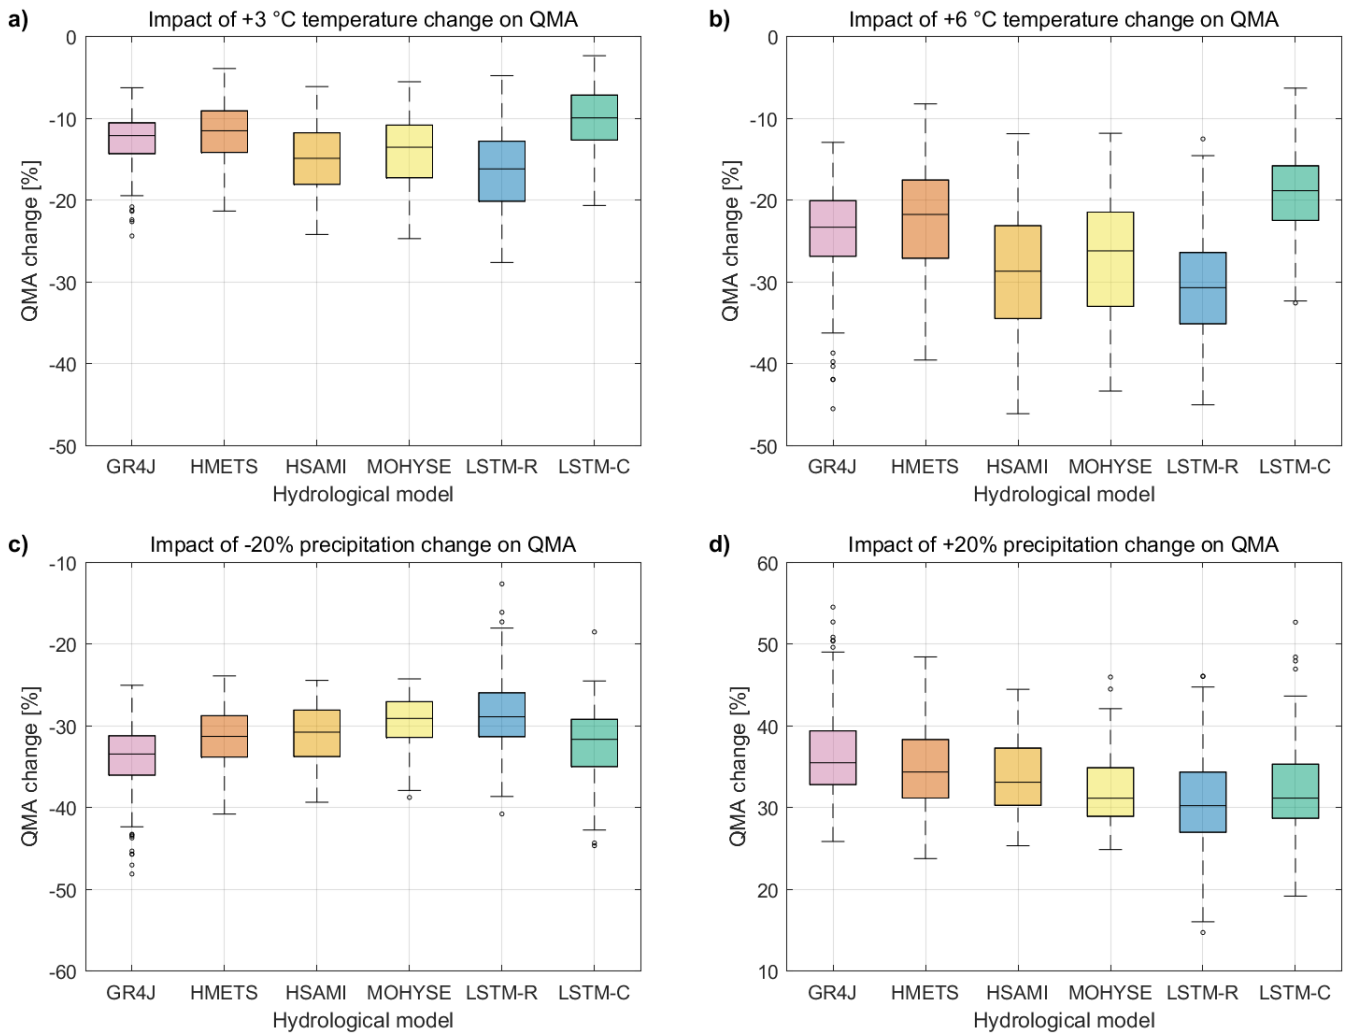 a) Impact of +3 °C temperature change on QMA
0
-10
-20
-30
-40
-50
QMA change [%]
GR4J HMETS HSAMI MOHYSE LSTM-R LSTM-C
Hydrological model
b) Impact of +6 °C temperature change on QMA
0
-10
-20
-30
-40
-50
QMA change [%]
GR4J HMETS HSAMI MOHYSE LSTM-R LSTM-C
Hydrological model
c) Impact of -20% precipitation change on QMA
-10
-20
-30
-40
-50
-60
QMA change [%]
GR4J HMETS HSAMI MOHYSE LSTM-R LSTM-C
Hydrological model
d) Impact of +20% precipitation change on QMA
60
50
40
30
20
10
QMA change [%]
GR4J HMETS HSAMI MOHYSE LSTM-R LSTM-C
Hydrological model